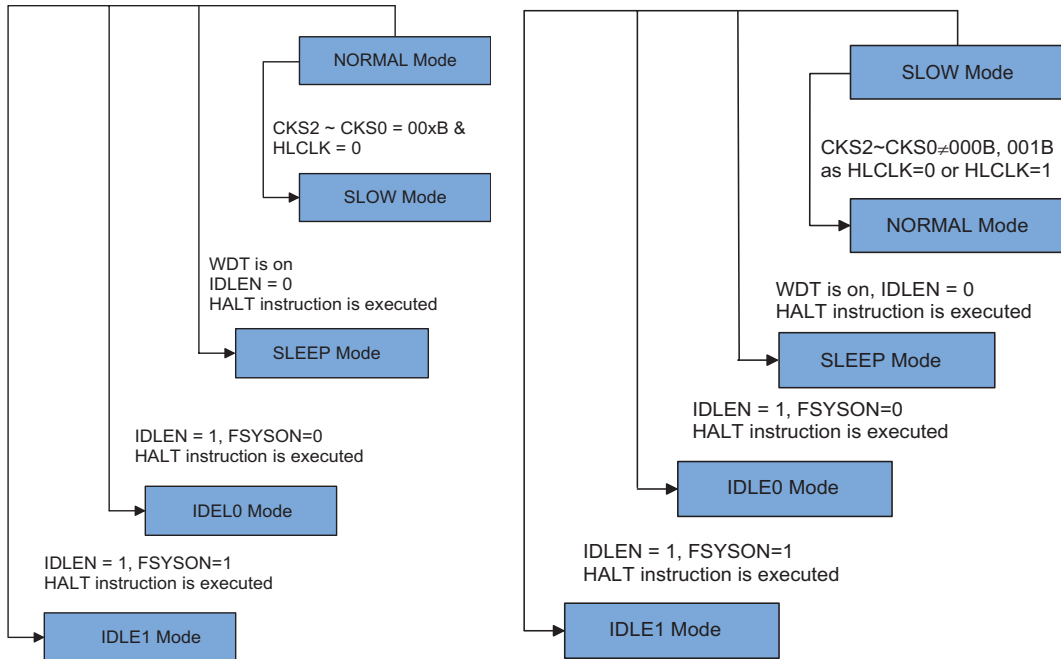 NORMAL Mode
CKS2 ~ CKS0 = 00xB &
HLCLK = 0
SLOW Mode
WDT is on
IDLEN = 0
HALT instruction is executed
SLEEP Mode
IDLEN = 1, FSYSON=0
HALT instruction is executed
IDEL0 Mode
IDLEN = 1, FSYSON=1
HALT instruction is executed
IDLE1 Mode
SLOW Mode
CKS2~CKS0≠000B, 001B
as HLCLK=0 or HLCLK=1
NORMAL Mode
WDT is on, IDLEN = 0
HALT instruction is executed
SLEEP Mode
IDLEN = 1, FSYSON=0
HALT instruction is executed
IDLE0 Mode
IDLEN = 1, FSYSON=1
HALT instruction is executed
IDLE1 Mode